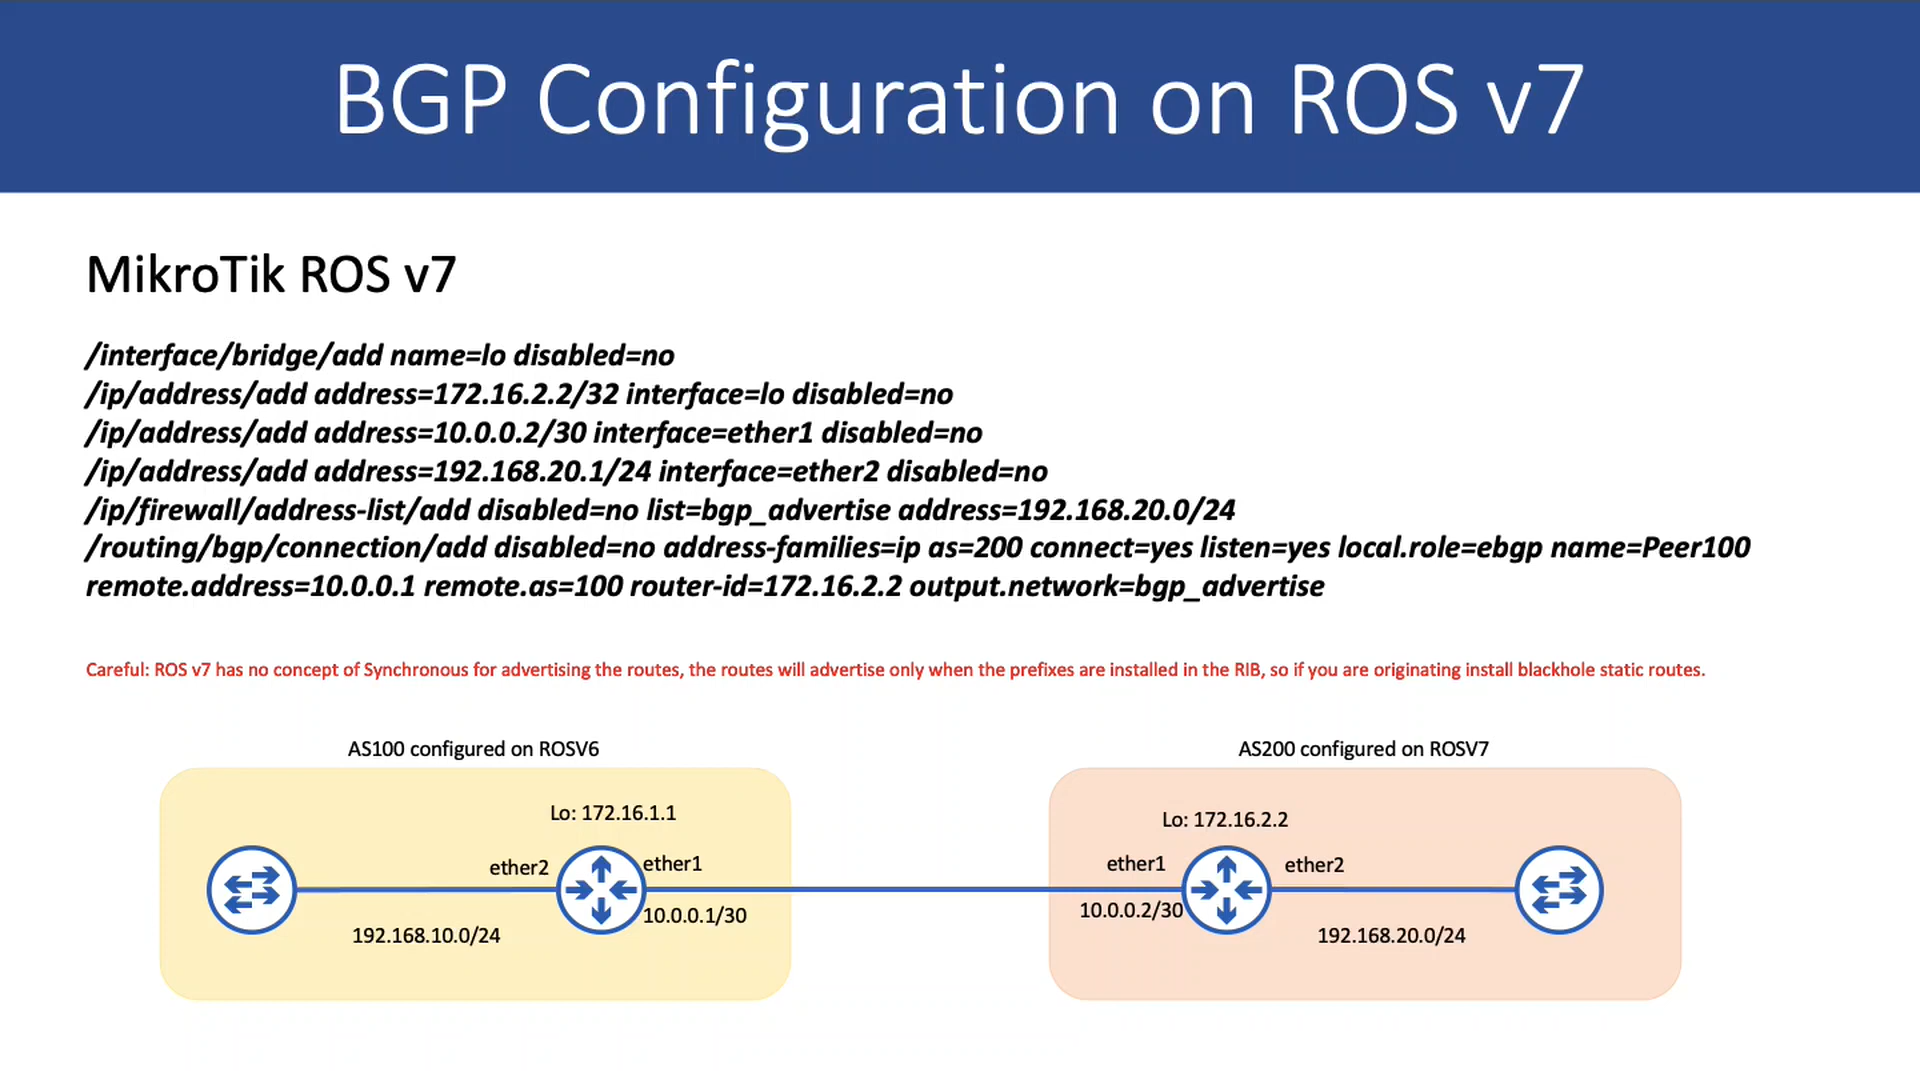 BGP Configuration on ROS v7
MikroTik ROS v7
/interface/bridge/add name=lo disabled=no
/ip/address/add address=172.16.2.2/32 interface=lo disabled=no
/ip/address/add address=10.0.0.2/30 interface=ether1 disabled=no
/ip/address/add address=192.168.20.1/24 interface=ether2 disabled=no
/ip/firewall/address-list/add disabled=no list=bgp_advertise address=192.168.20.0/24
/routing/bgp/connection/add disabled=no address-families=ip as=200 connect=yes listen=yes local.role=ebgp name=Peer100
remote.address=10.0.0.1 remote.as=100 router-id=172.16.2.2 output.network=bgp_advertise
Careful: ROS v7 has no concept of Synchronous for advertising the routes, the routes will advertise only when the prefixes are installed in the RIB, so if you are originating install blackhole static routes.
AS100 configured on ROSV6
Lo: 172.16.1.1
ether2
ether1
10.0.0.1/30
192.168.10.0/24
AS200 configured on ROSV7
Lo: 172.16.2.2
ether1
ether2
10.0.0.2/30
192.168.20.0/24